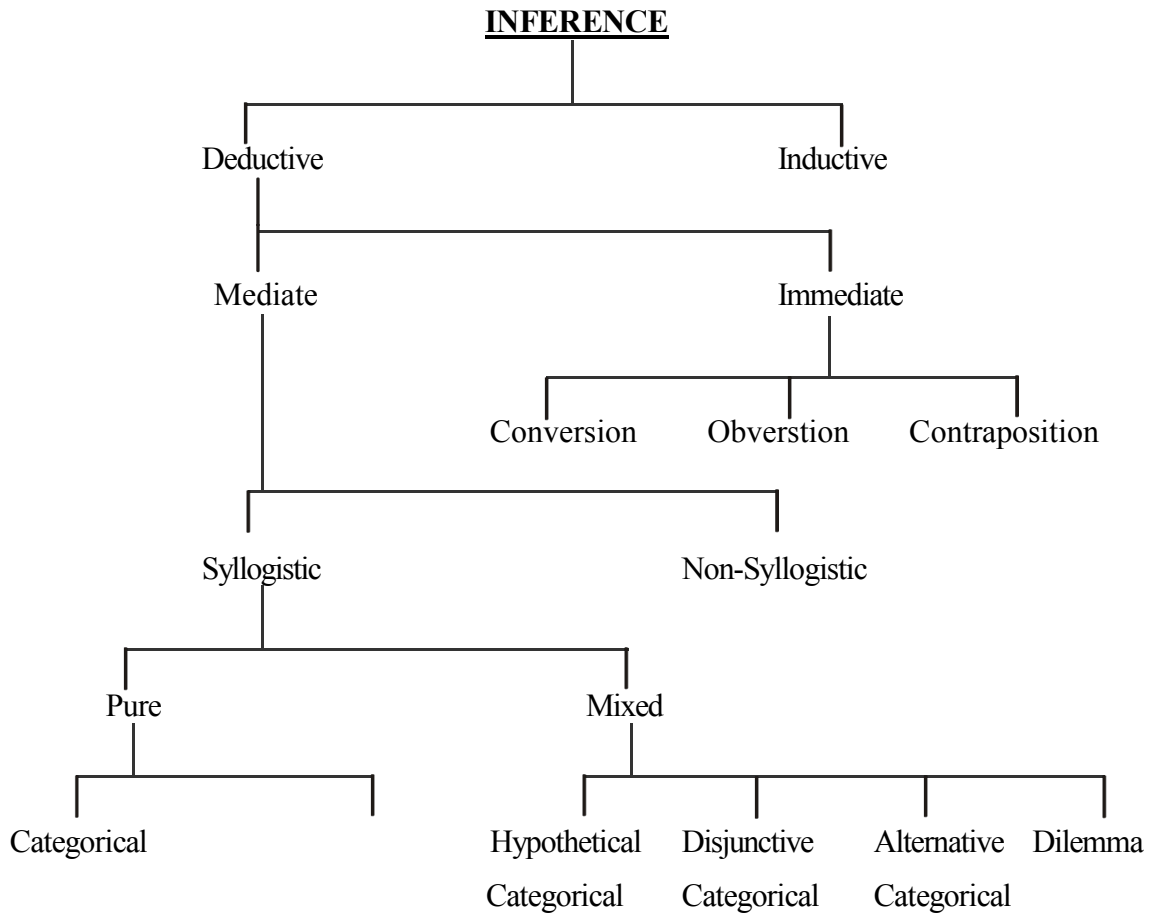 INFERENCE
Deductive Inductive
Mediate Immediate
Conversion Obverstion Contraposition
Syllogistic Non-Syllogistic
Pure Mixed
Categorical Hypothetical Disjunctive Alternative Dilemma
Categorical Categorical Categorical